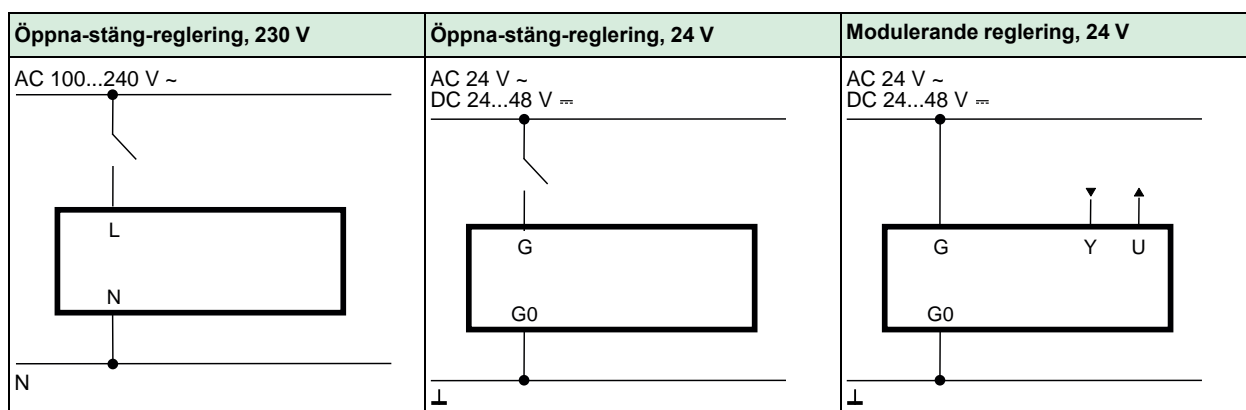 Öppna-stäng-reglering, 230 V
AC 100...240 V ~
L
N
N
Öppna-stäng-reglering, 24 V
AC 24 V ~
DC 24...48 V ⎓
G
G0
Modulerande reglering, 24 V
AC 24 V ~
DC 24...48 V ⎓
G Y U
G0